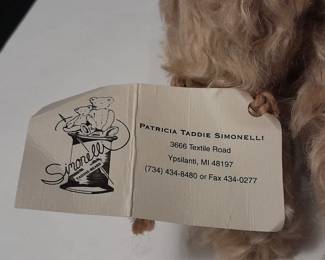 Simonelli
PATRICIA TADDIE SIMONELLI
3666 Textile Road
Ypsilanti, MI 48197
(734) 434-8480 or Fax 434-0277